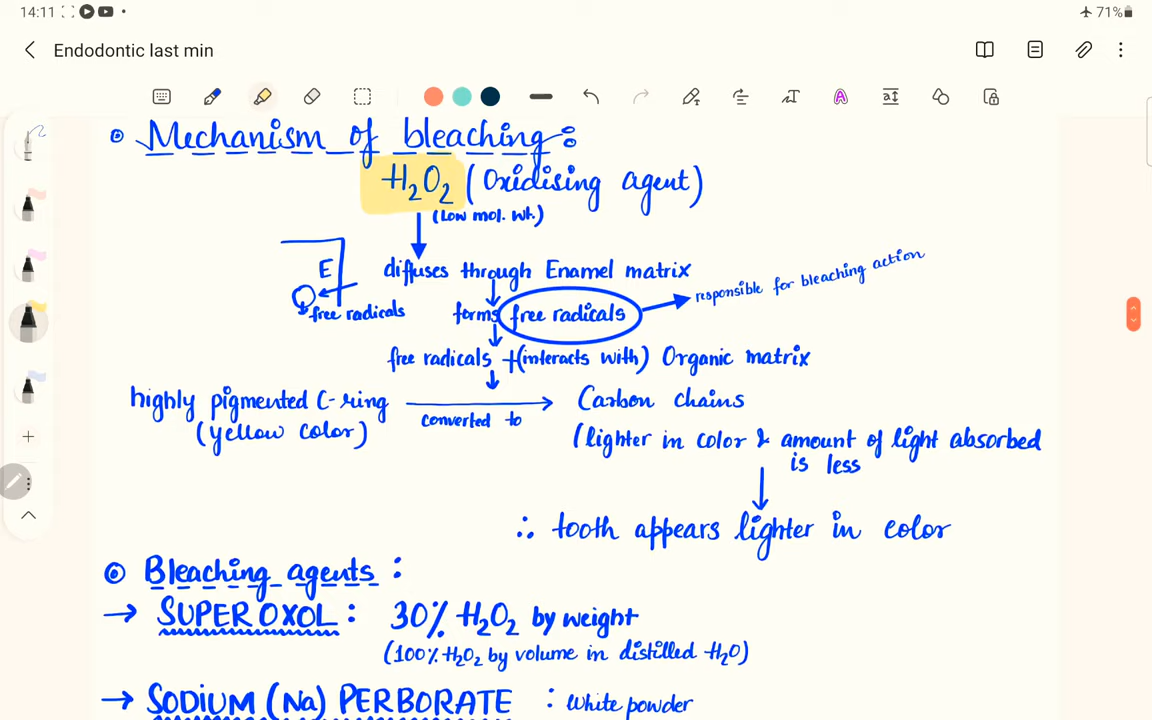 14:11
71%
Endodontic last min
Mechanism of bleaching:
H2O2 (Oxidising agent)
(Low mol. wt.)
E
diffuses through Enamel matrix
free radicals
forms free radicals
responsible for bleaching action
free radicals + (interacts with) Organic matrix
highly pigmented C-ring
converted to
Carbon chains
(yellow color)
(lighter in color & amount of light absorbed
is less
∴ tooth appears lighter in color
Bleaching agents :
→ SUPEROXOL : 30% H2O2 by weight
(100% H2O2 by volume in distilled H2O)
→ SODIUM (Na) PERBORATE : white powder